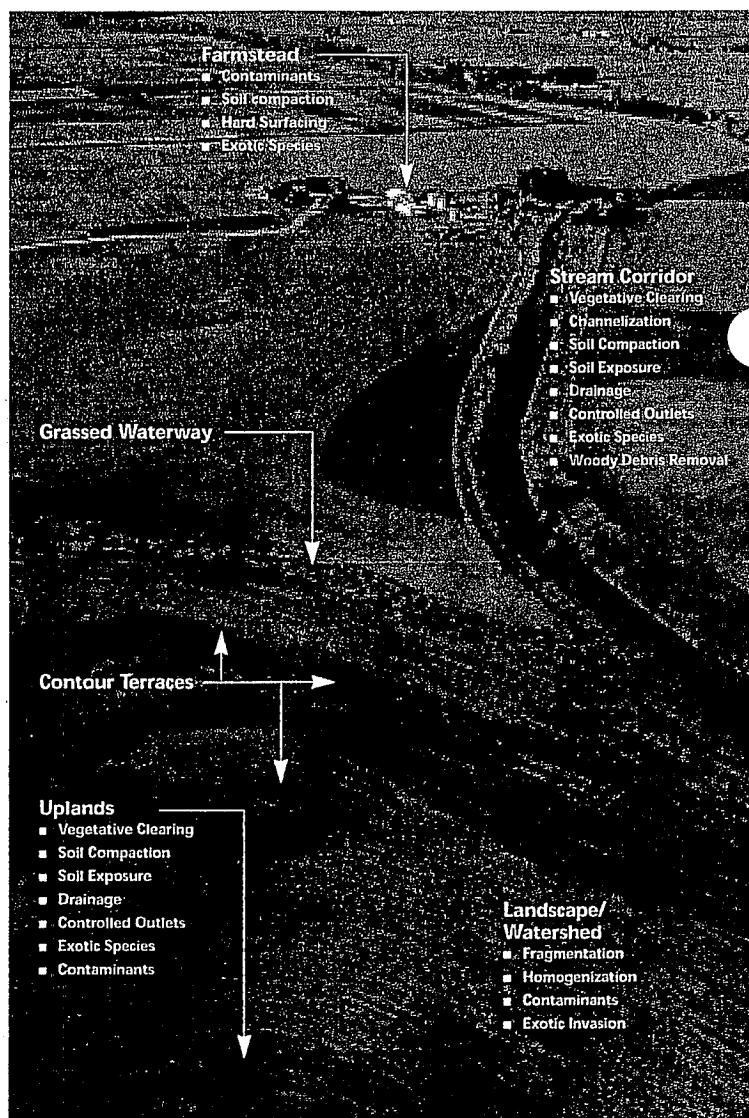 Farmstead
▪ Contaminants
▪ Soil compaction
▪ Hard Surfacing
▪ Exotic Species
Stream Corridor
▪ Vegetative Clearing
▪ Channelization
▪ Soil Compaction
▪ Soil Exposure
▪ Drainage
▪ Controlled Outlets
▪ Exotic Species
▪ Woody Debris Removal
Grassed Waterway
Contour Terraces
Uplands
▪ Vegetative Clearing
▪ Soil Compaction
▪ Soil Exposure
▪ Drainage
▪ Controlled Outlets
▪ Exotic Species
▪ Contaminants
Landscape/
Watershed
▪ Fragmentation
▪ Homogenization
▪ Contaminants
▪ Exotic Invasion